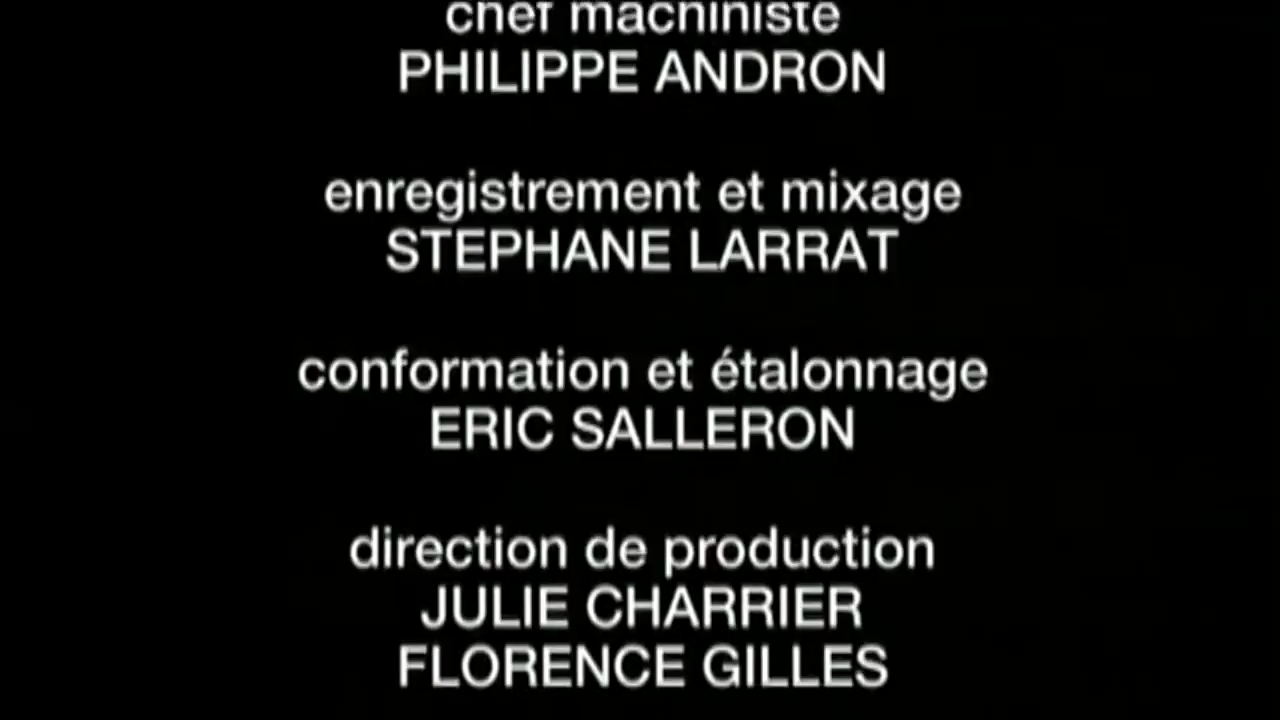 chef machiniste
PHILIPPE ANDRON
enregistrement et mixage
STEPHANE LARRAT
conformation et étalonnage
ERIC SALLERON
direction de production
JULIE CHARRIER
FLORENCE GILLES